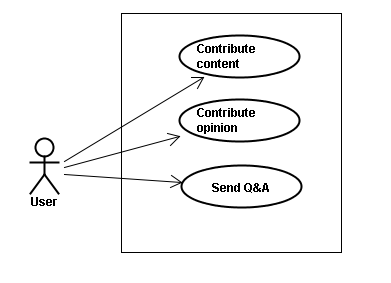 Contribute
content
Contribute
opinion
Send Q&A
User